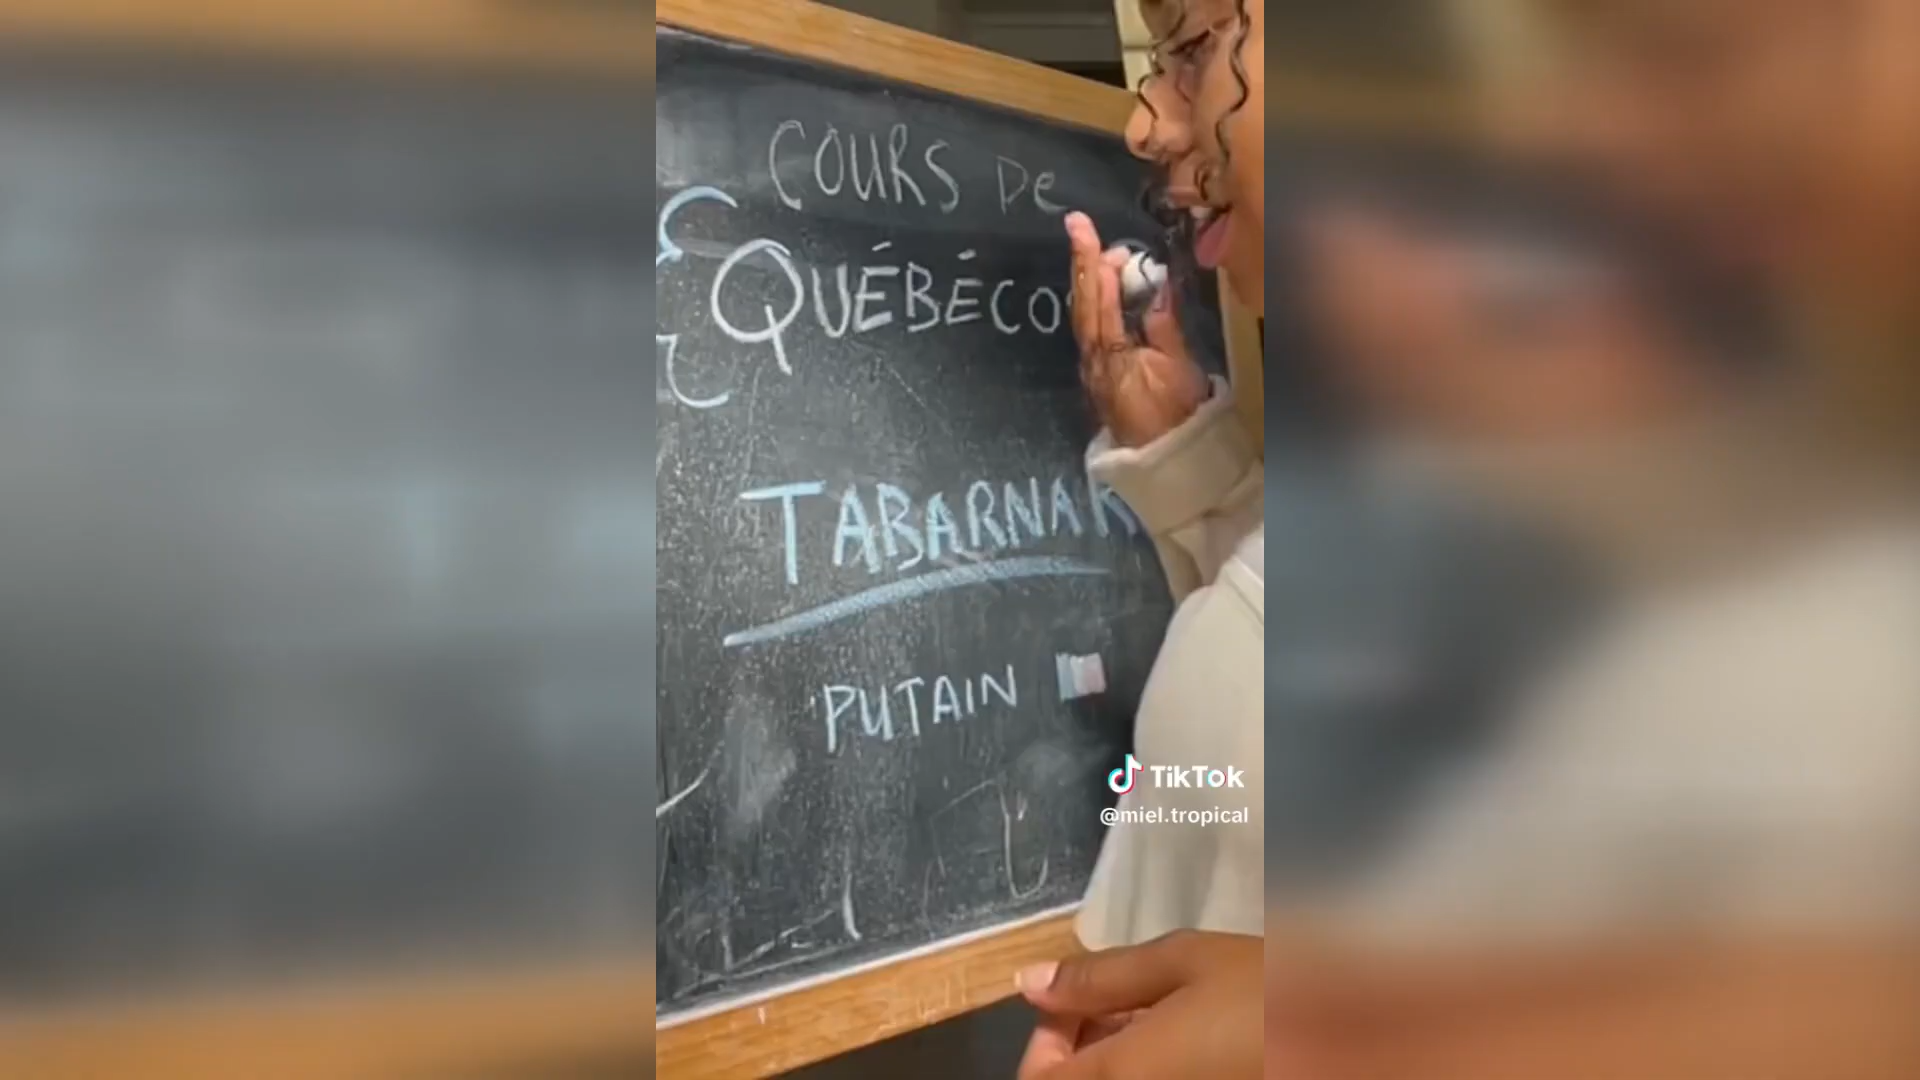 COURS De
QUÉBÉCO
TABARNAK
PUTAIN
TikTok
@miel.tropical